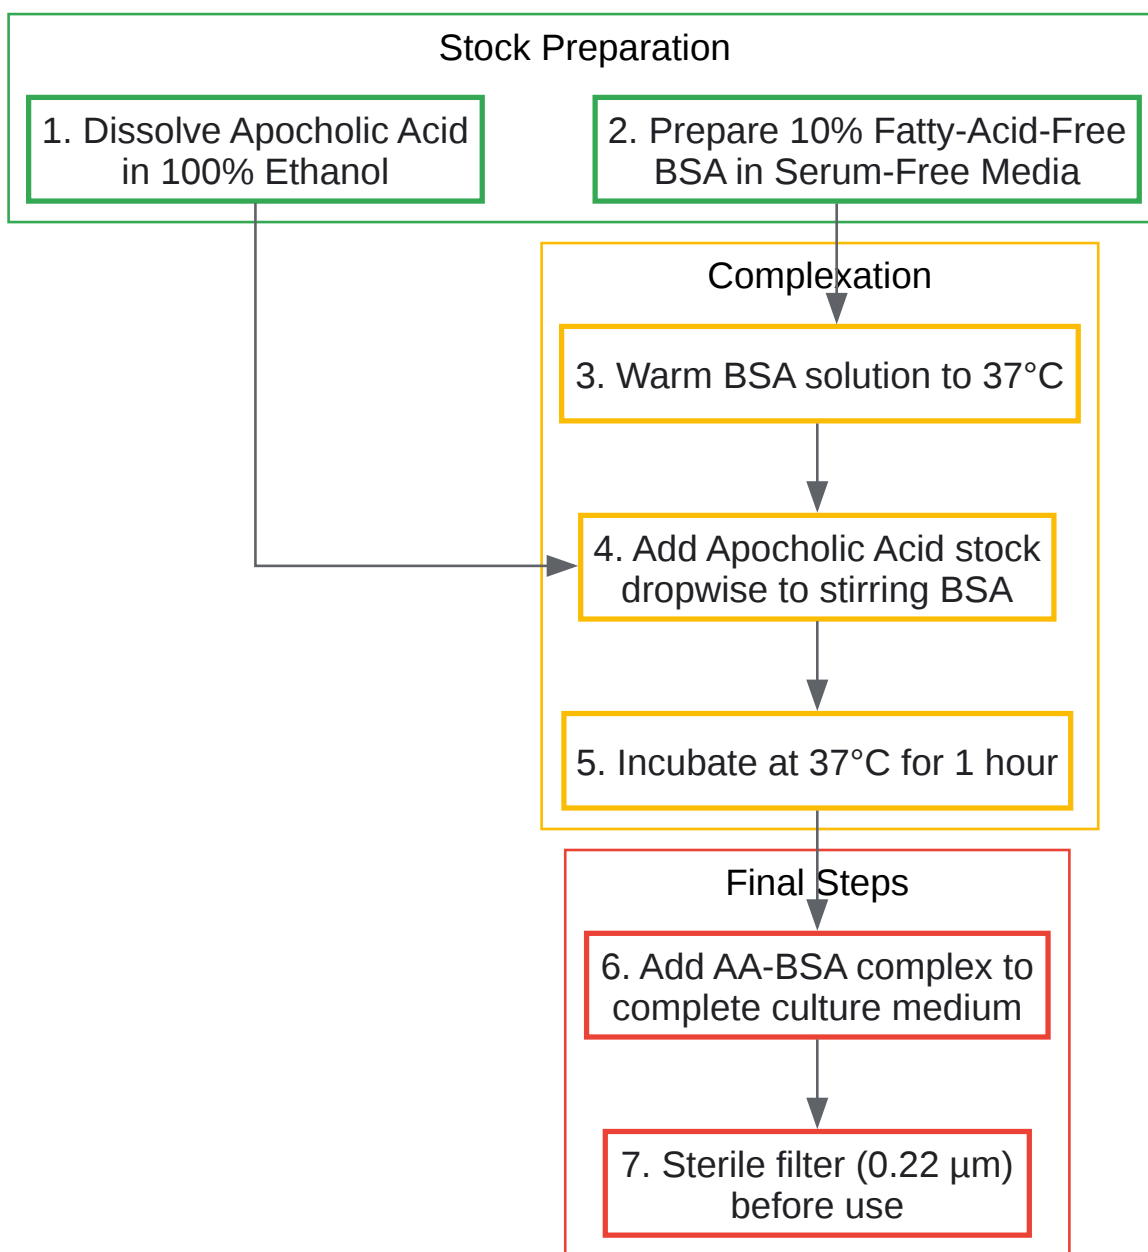 Stock Preparation
1. Dissolve Apocholic Acid
in 100% Ethanol
2. Prepare 10% Fatty-Acid-Free
BSA in Serum-Free Media
Complexation
3. Warm BSA solution to 37°C
4. Add Apocholic Acid stock
dropwise to stirring BSA
5. Incubate at 37°C for 1 hour
Final Steps
6. Add AA-BSA complex to
complete culture medium
7. Sterile filter (0.22 µm)
before use